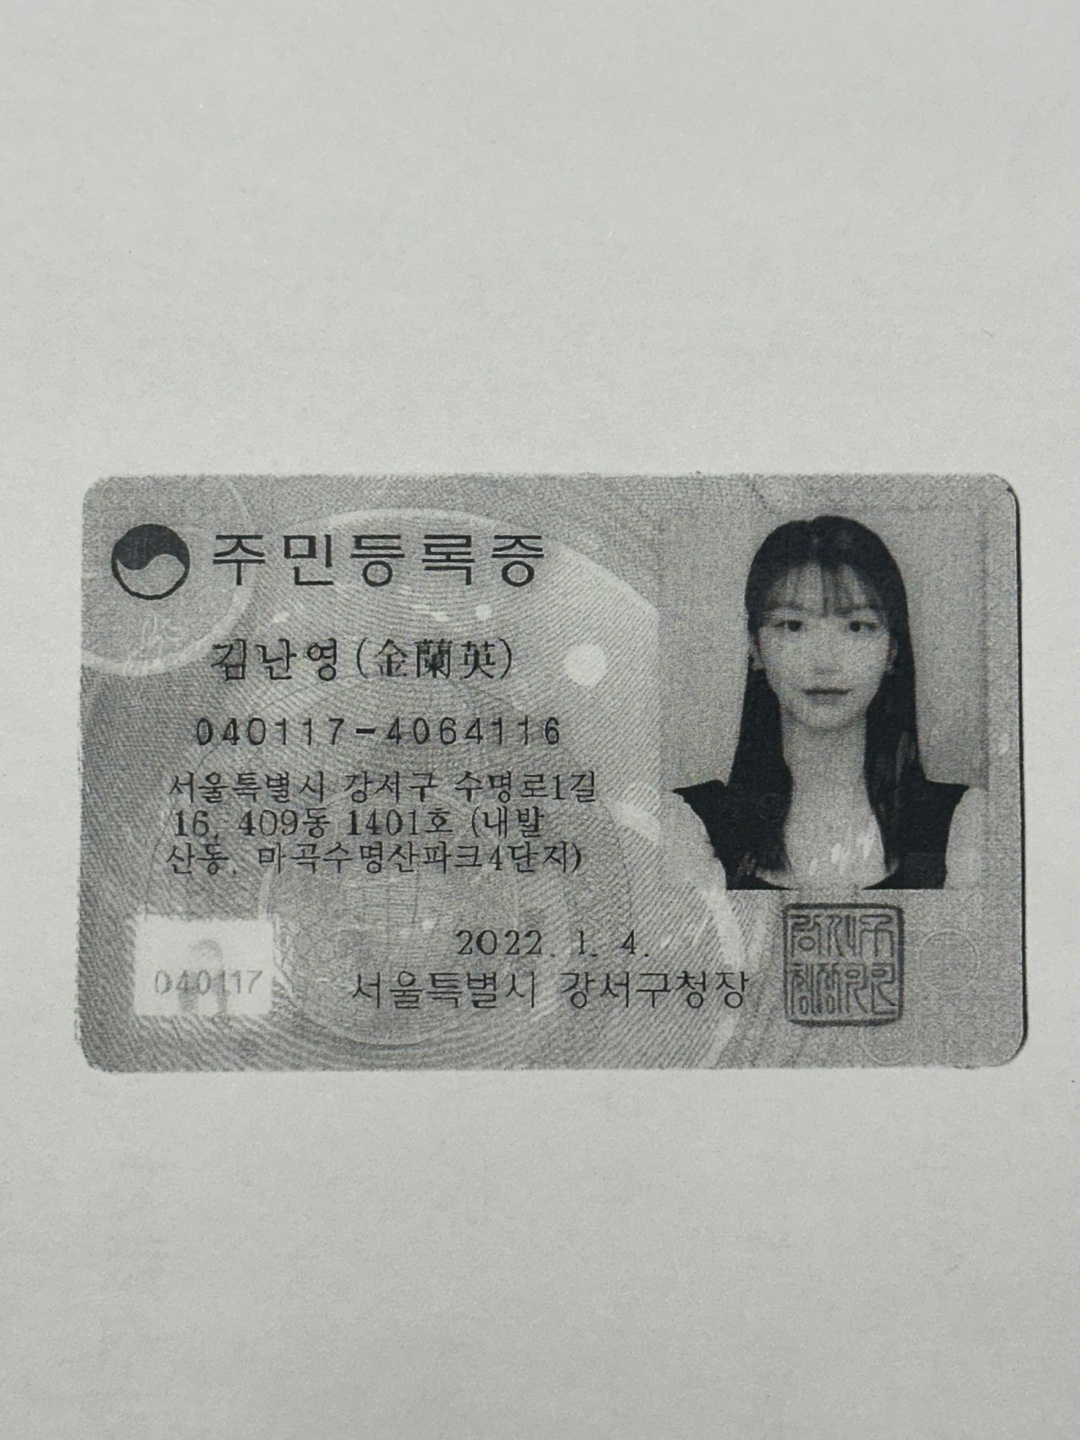 주민등록증
김난영(金蘭英)
040117-4064116
서울특별시 강서구 수명로1길
16, 409동 1401호 (내발
산동, 마곡수명산파크4단지)
040117
2022. 1. 4.
서울특별시 강서구청장